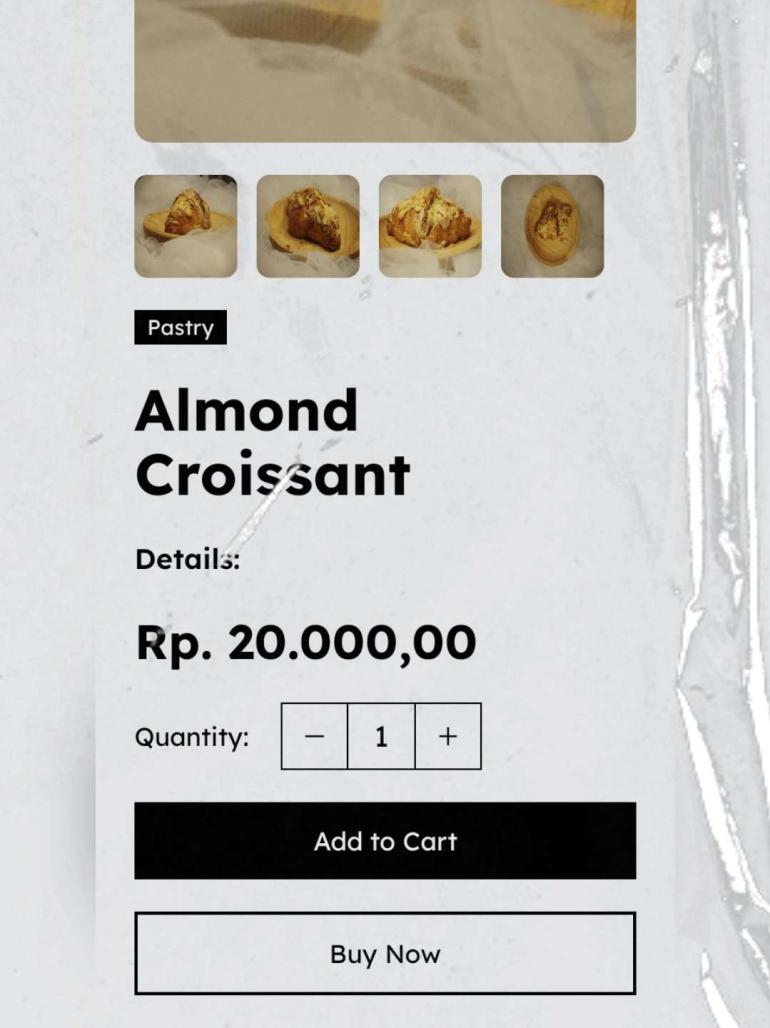 Pastry
Almond
Croissant
Details:
Rp. 20.000,00
Quantity:
− 1 +
Add to Cart
Buy Now